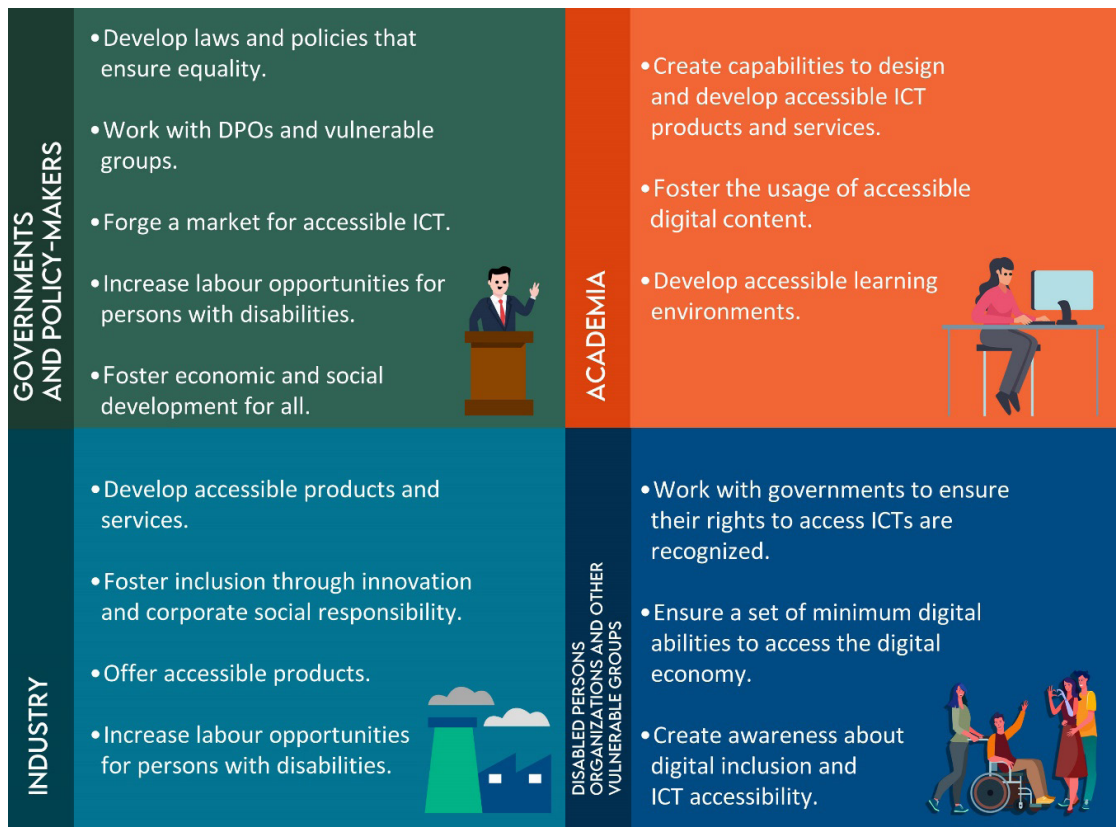 GOVERNMENTS
AND POLICY-MAKERS
•Develop laws and policies that
ensure equality.
•Work with DPOs and vulnerable
groups.
•Forge a market for accessible ICT.
•Increase labour opportunities for
persons with disabilities.
•Foster economic and social
development for all.
ACADEMIA
•Create capabilities to design
and develop accessible ICT
products and services.
•Foster the usage of accessible
digital content.
•Develop accessible learning
environments.
INDUSTRY
•Develop accessible products and
services.
•Foster inclusion through innovation
and corporate social responsibility.
•Offer accessible products.
•Increase labour opportunities
for persons with disabilities.
DISABLED PERSONS
ORGANIZATIONS AND OTHER
VULNERABLE GROUPS
•Work with governments to ensure
their rights to access ICTs are
recognized.
•Ensure a set of minimum digital
abilities to access the digital
economy.
•Create awareness about
digital inclusion and
ICT accessibility.